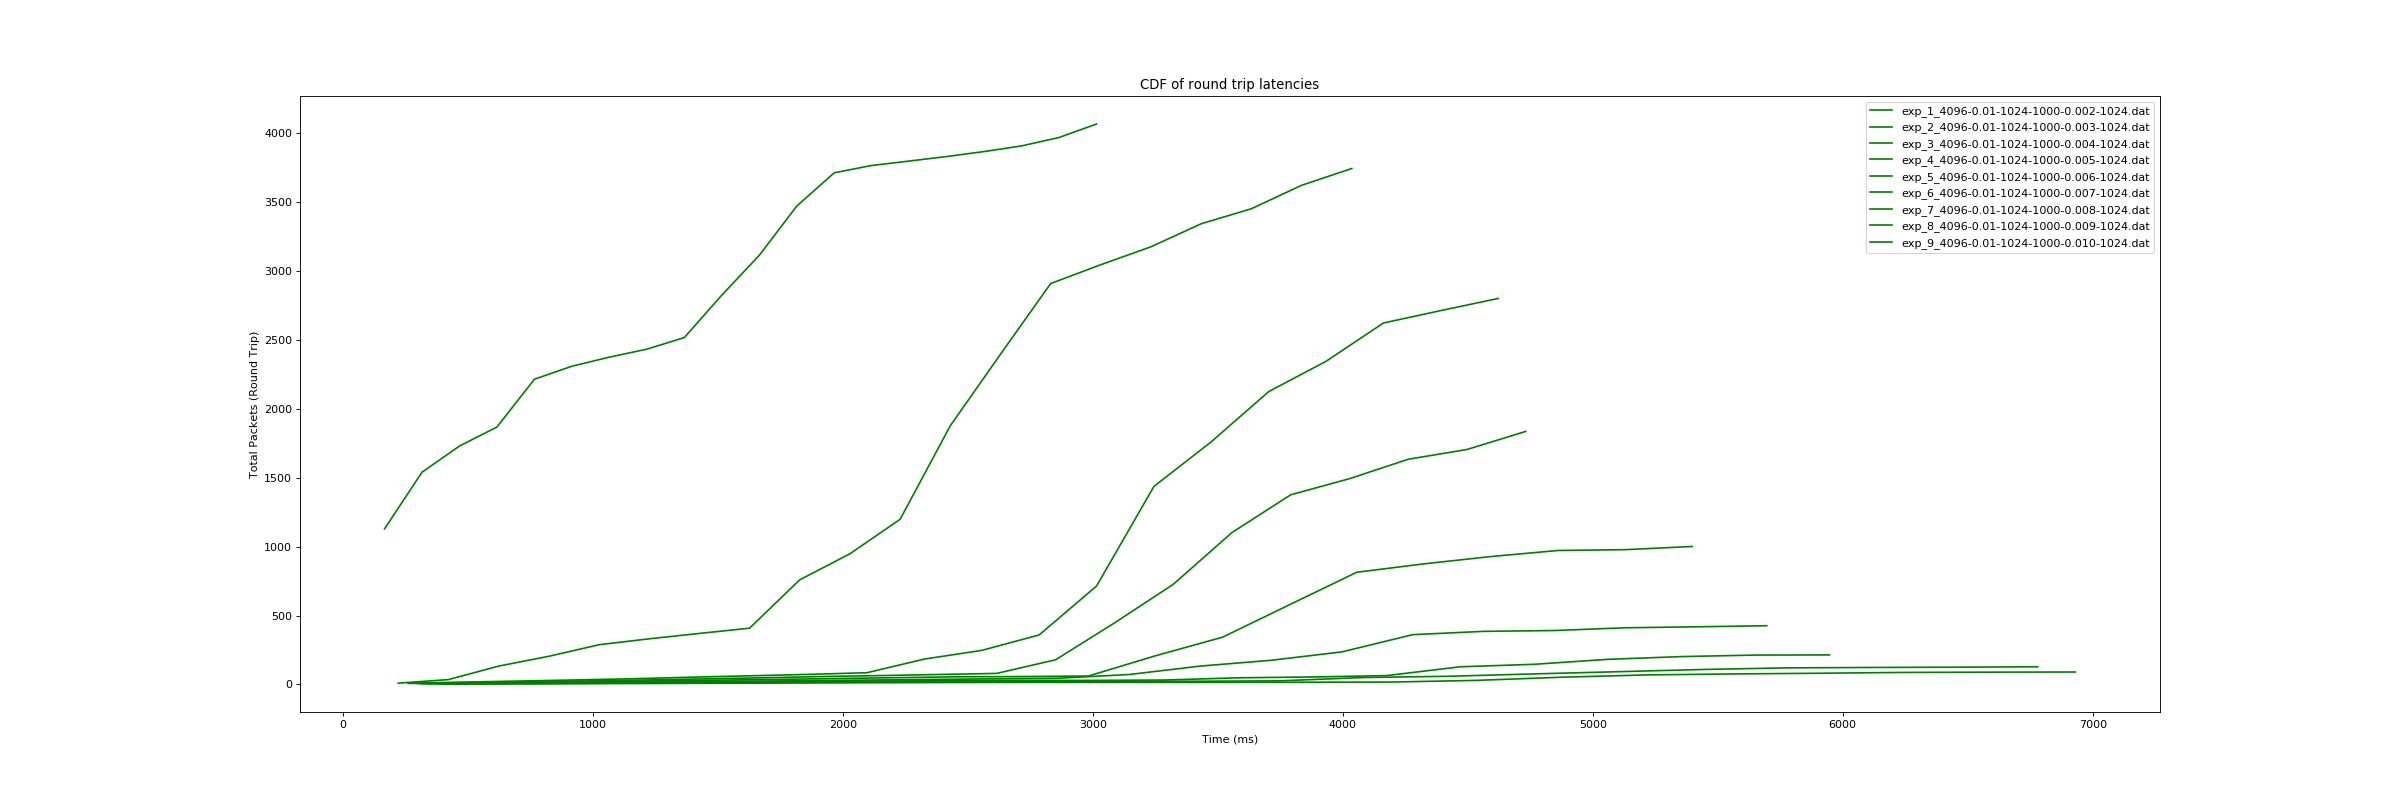 CDF of round trip latencies
exp_1_4096-0.01-1024-1000-0.002-1024.dat
exp_2_4096-0.01-1024-1000-0.003-1024.dat
exp_3_4096-0.01-1024-1000-0.004-1024.dat
exp_4_4096-0.01-1024-1000-0.005-1024.dat
exp_5_4096-0.01-1024-1000-0.006-1024.dat
exp_6_4096-0.01-1024-1000-0.007-1024.dat
exp_7_4096-0.01-1024-1000-0.008-1024.dat
exp_8_4096-0.01-1024-1000-0.009-1024.dat
exp_9_4096-0.01-1024-1000-0.010-1024.dat
Total Packets (Round Trip)
4000
3500
3000
2500
2000
1500
1000
500
0
0 1000 2000 3000 4000 5000 6000 7000
Time (ms)